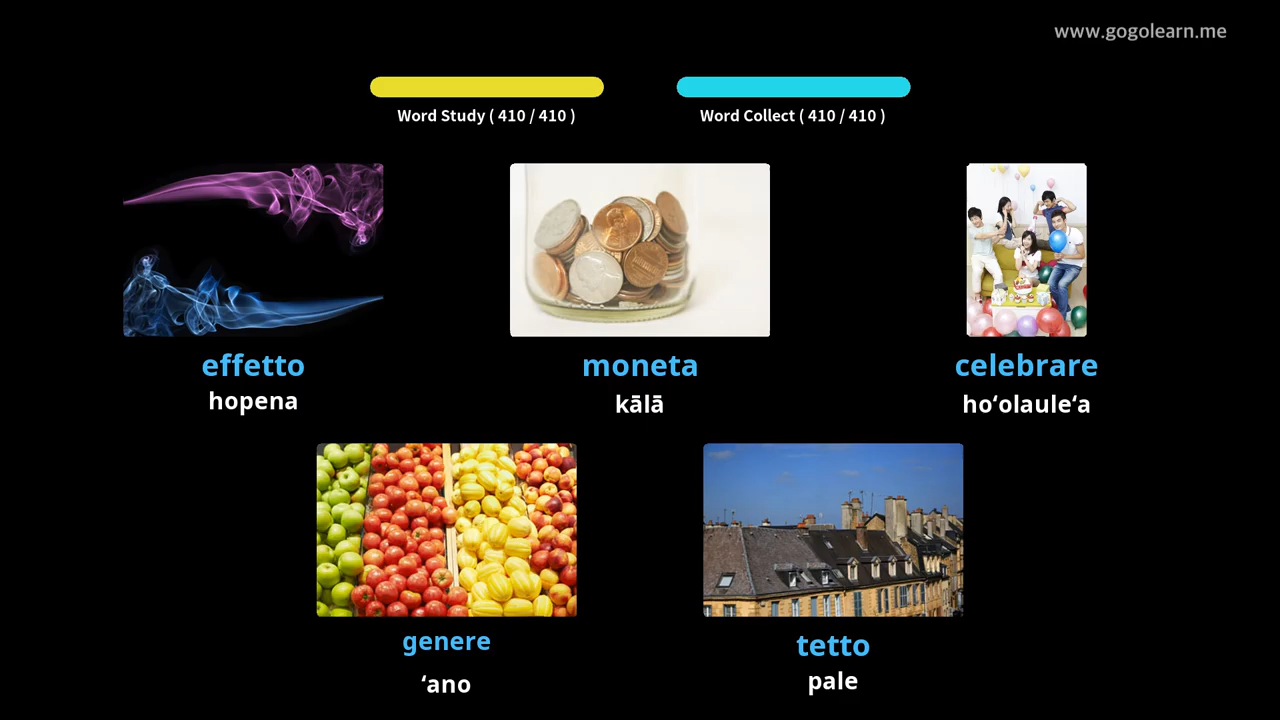 www.gogolearn.me
Word Study ( 410 / 410 )
Word Collect ( 410 / 410 )
effetto
hopena
moneta
kālā
celebrare
hoʻolauleʻa
genere
ʻano
tetto
pale